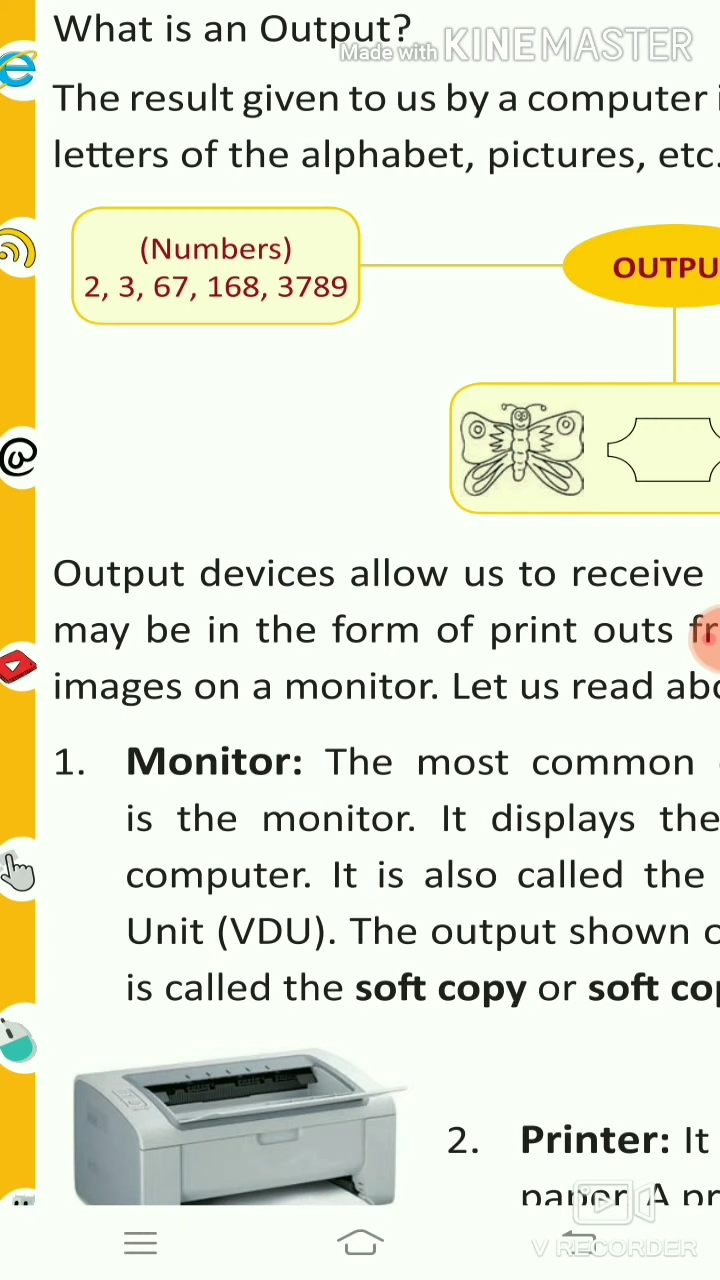 What is an Output?
Made with KINEMASTER
The result given to us by a computer
letters of the alphabet, pictures, etc.
(Numbers)
2, 3, 67, 168, 3789
OUTPU
Output devices allow us to receive
may be in the form of print outs fr
images on a monitor. Let us read abo
1. Monitor: The most common
is the monitor. It displays the
computer. It is also called the
Unit (VDU). The output shown o
is called the soft copy or soft cop
2. Printer: It
paper. A pr
V RECORDER